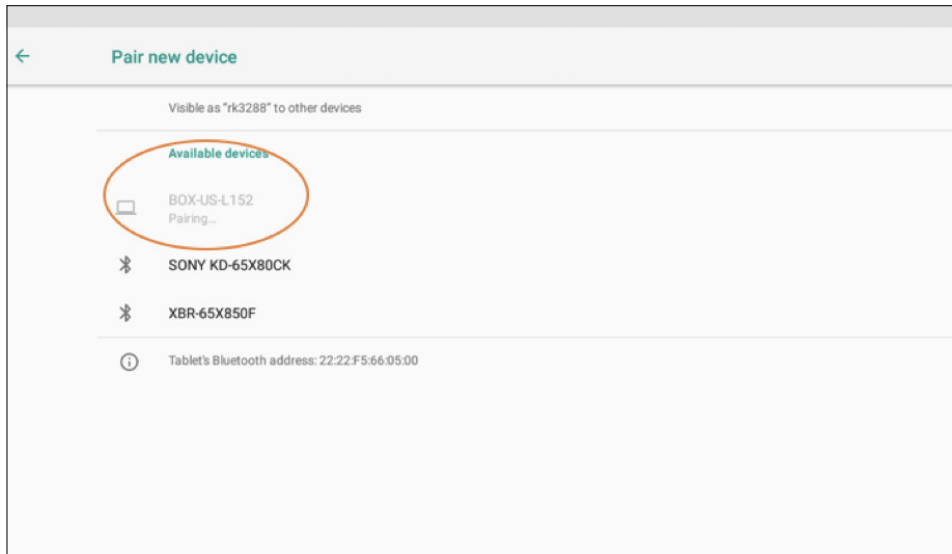 Pair new device
Visible as "rk3288" to other devices
Available devices
BOX-US-L152
Pairing...
SONY KD-65X80CK
XBR-65X850F
Tablet's Bluetooth address: 22:22:F5:66:05:00